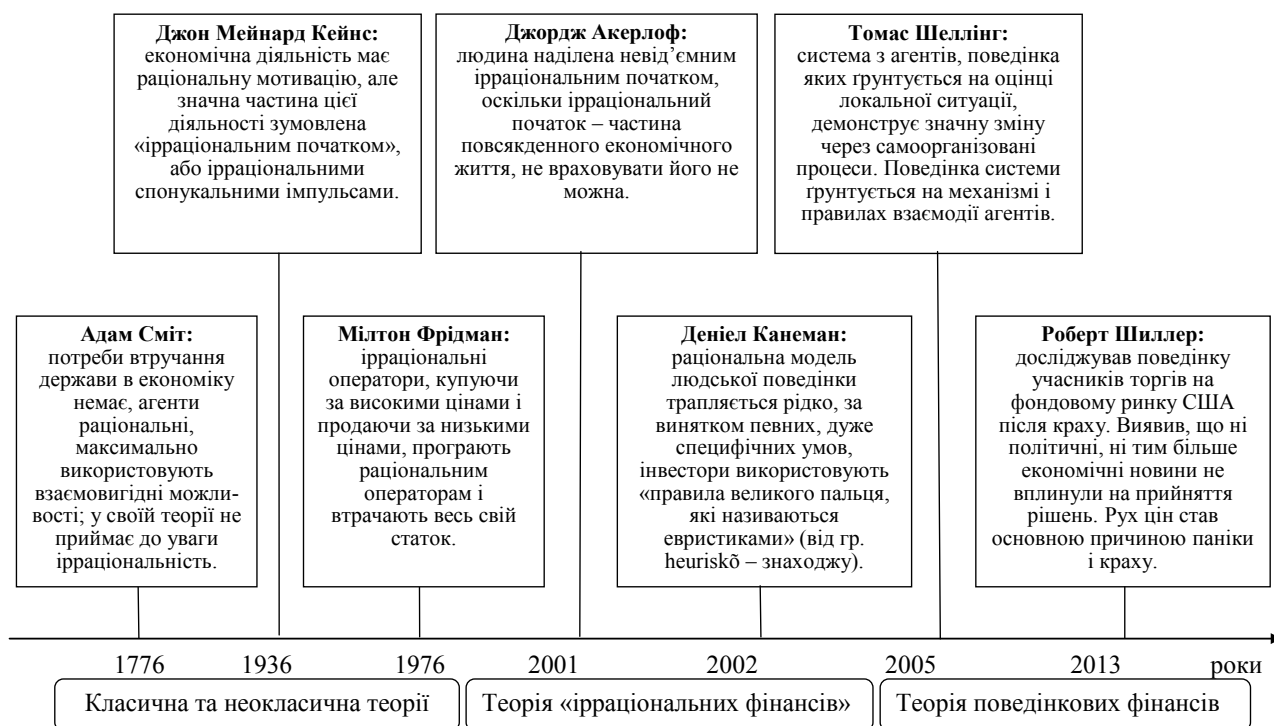 Джон Мейнард Кейнс:
економічна діяльність має
раціональну мотивацію, але
значна частина цієї
діяльності зумовлена
«ірраціональним початком»,
або ірраціональними
спонукальними імпульсами.
Джордж Акерлоф:
людина наділена невід’ємним
ірраціональним початком,
оскільки ірраціональний
початок – частина
повсякденного економічного
життя, не враховувати його не
можна.
Томас Шеллінг:
система з агентів, поведінка
яких ґрунтується на оцінці
локальної ситуації,
демонструє значну зміну
через самоорганізовані
процеси. Поведінка системи
ґрунтується на механізмі і
правилах взаємодії агентів.
Адам Сміт:
потреби втручання
держави в економіку
немає, агенти
раціональні,
максимально
використовують
взаємовигідні можли-
вості; у своїй теорії не
приймає до уваги
ірраціональність.
Мілтон Фрідман:
ірраціональні
оператори, купуючи
за високими цінами і
продаючи за низькими
цінами, програють
раціональним
операторам і
втрачають весь свій
статок.
Деніел Канеман:
раціональна модель
людської поведінки
трапляється рідко, за
винятком певних, дуже
специфічних умов,
інвестори використовують
«правила великого пальця,
які називаються
евристиками» (від гр.
heuriskõ – знаходжу).
Роберт Шиллер:
досліджував поведінку
учасників торгів на
фондовому ринку США
після краху. Виявив, що ні
політичні, ні тим більше
економічні новини не
вплинули на прийняття
рішень. Рух цін став
основною причиною паніки
і краху.
1776 1936 1976 2001 2002 2005 2013 роки
Класична та неокласична теорії
Теорія «ірраціональних фінансів»
Теорія поведінкових фінансів